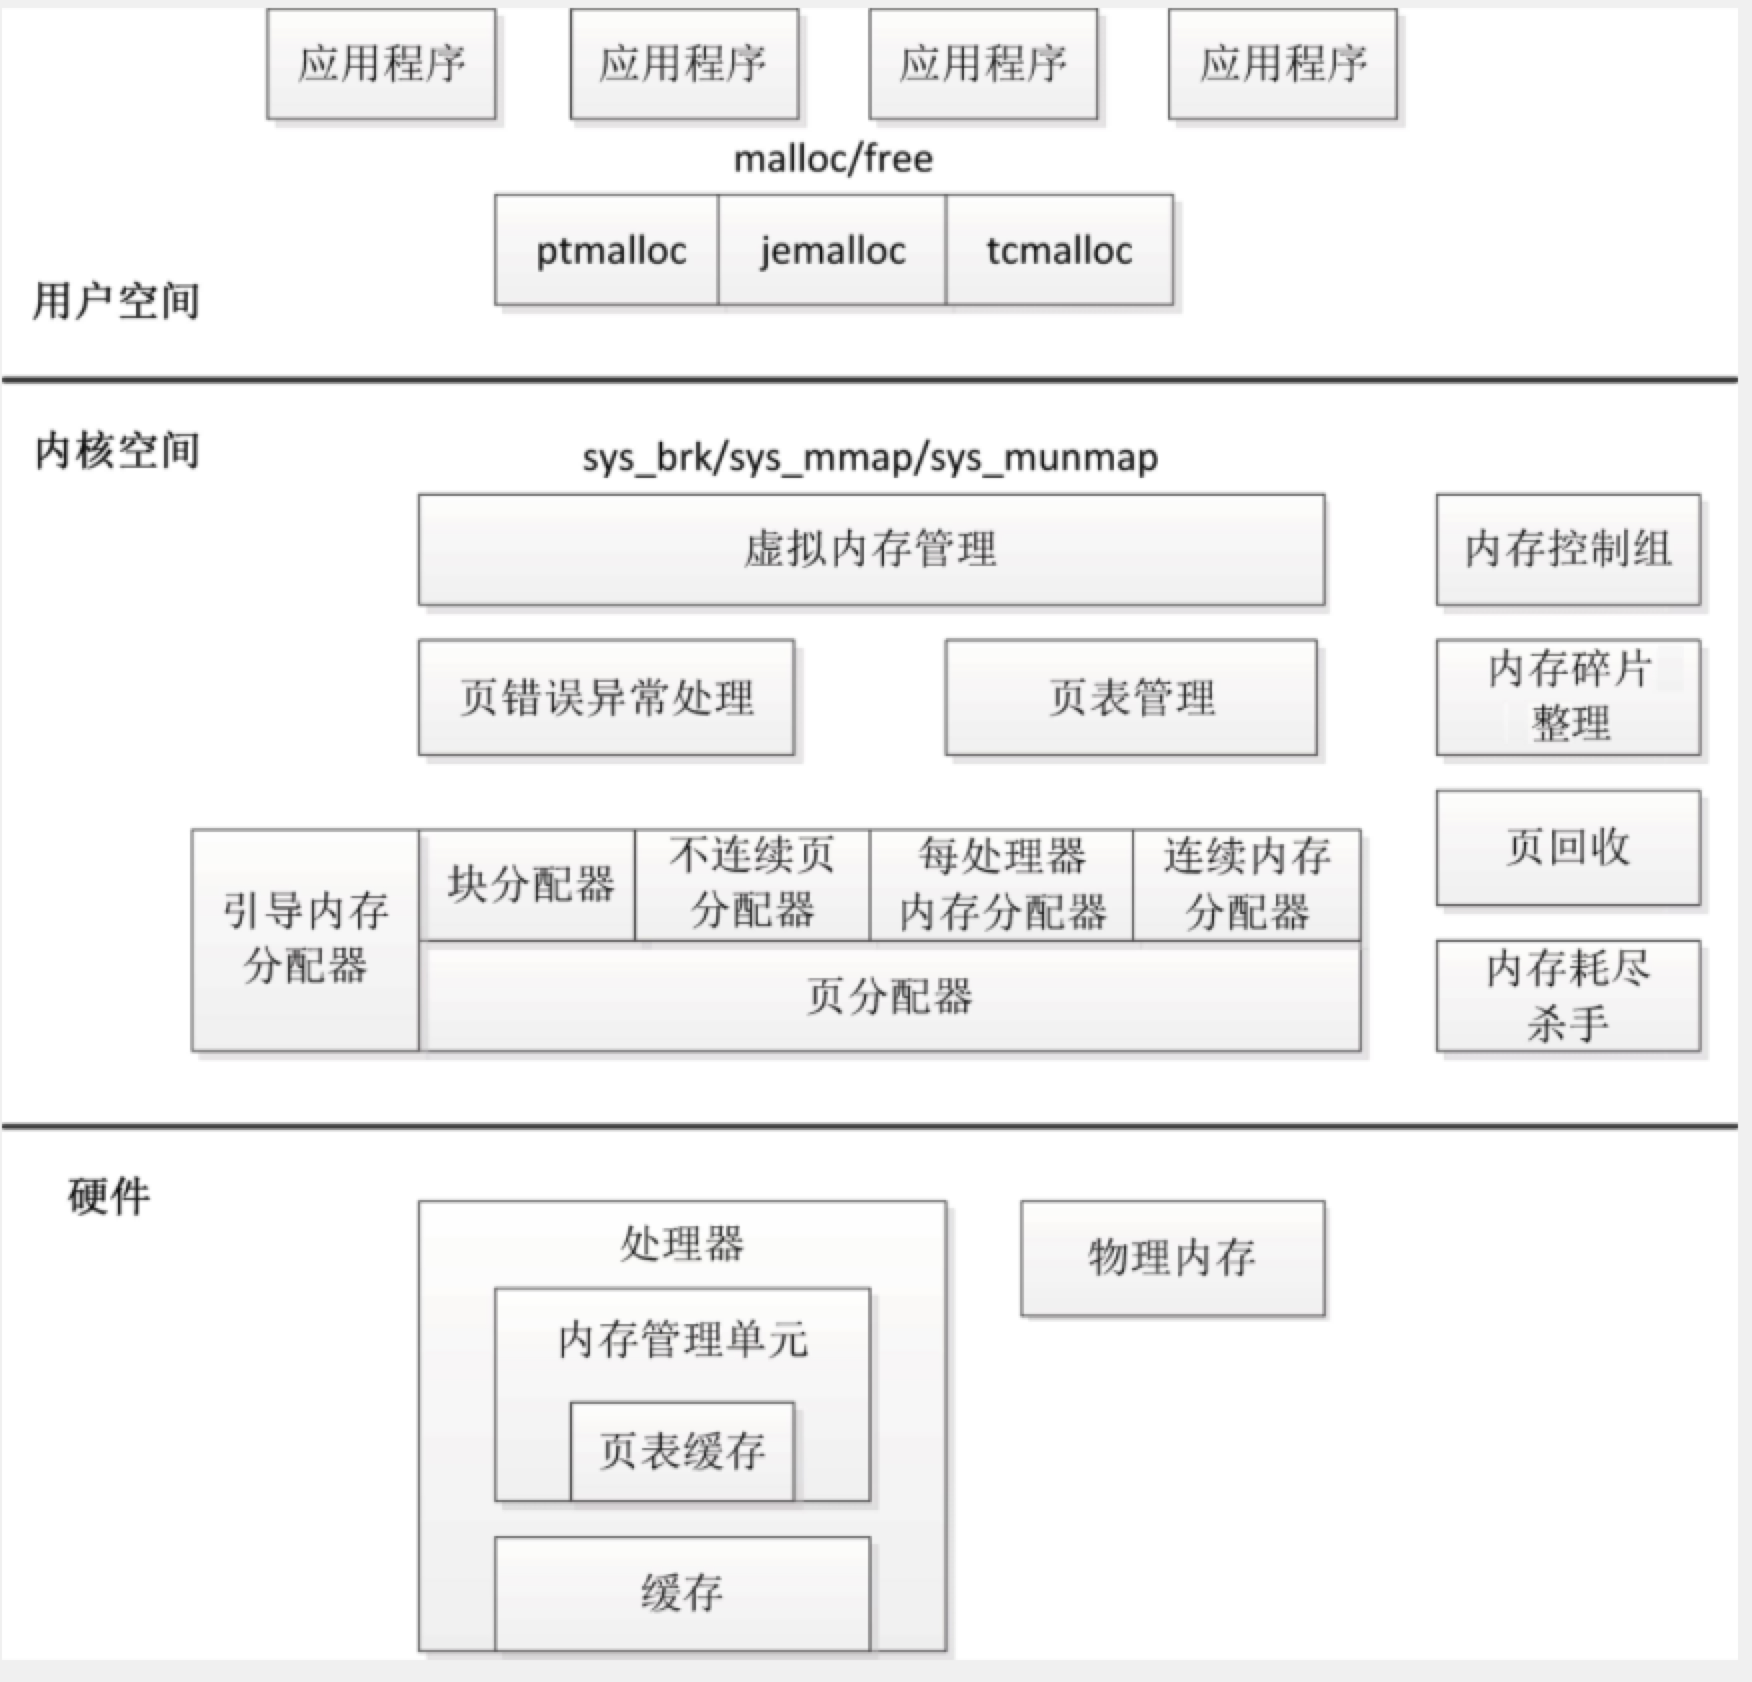 应用程序
应用程序
应用程序
应用程序
malloc/free
ptmalloc
jemalloc
tcmalloc
用户空间
内核空间
sys_brk/sys_mmap/sys_munmap
虚拟内存管理
内存控制组
页错误异常处理
页表管理
内存碎片
整理
页回收
引导内存
分配器
块分配器
不连续页
分配器
每处理器
内存分配器
连续内存
分配器
页分配器
内存耗尽
杀手
硬件
处理器
内存管理单元
页表缓存
缓存
物理内存